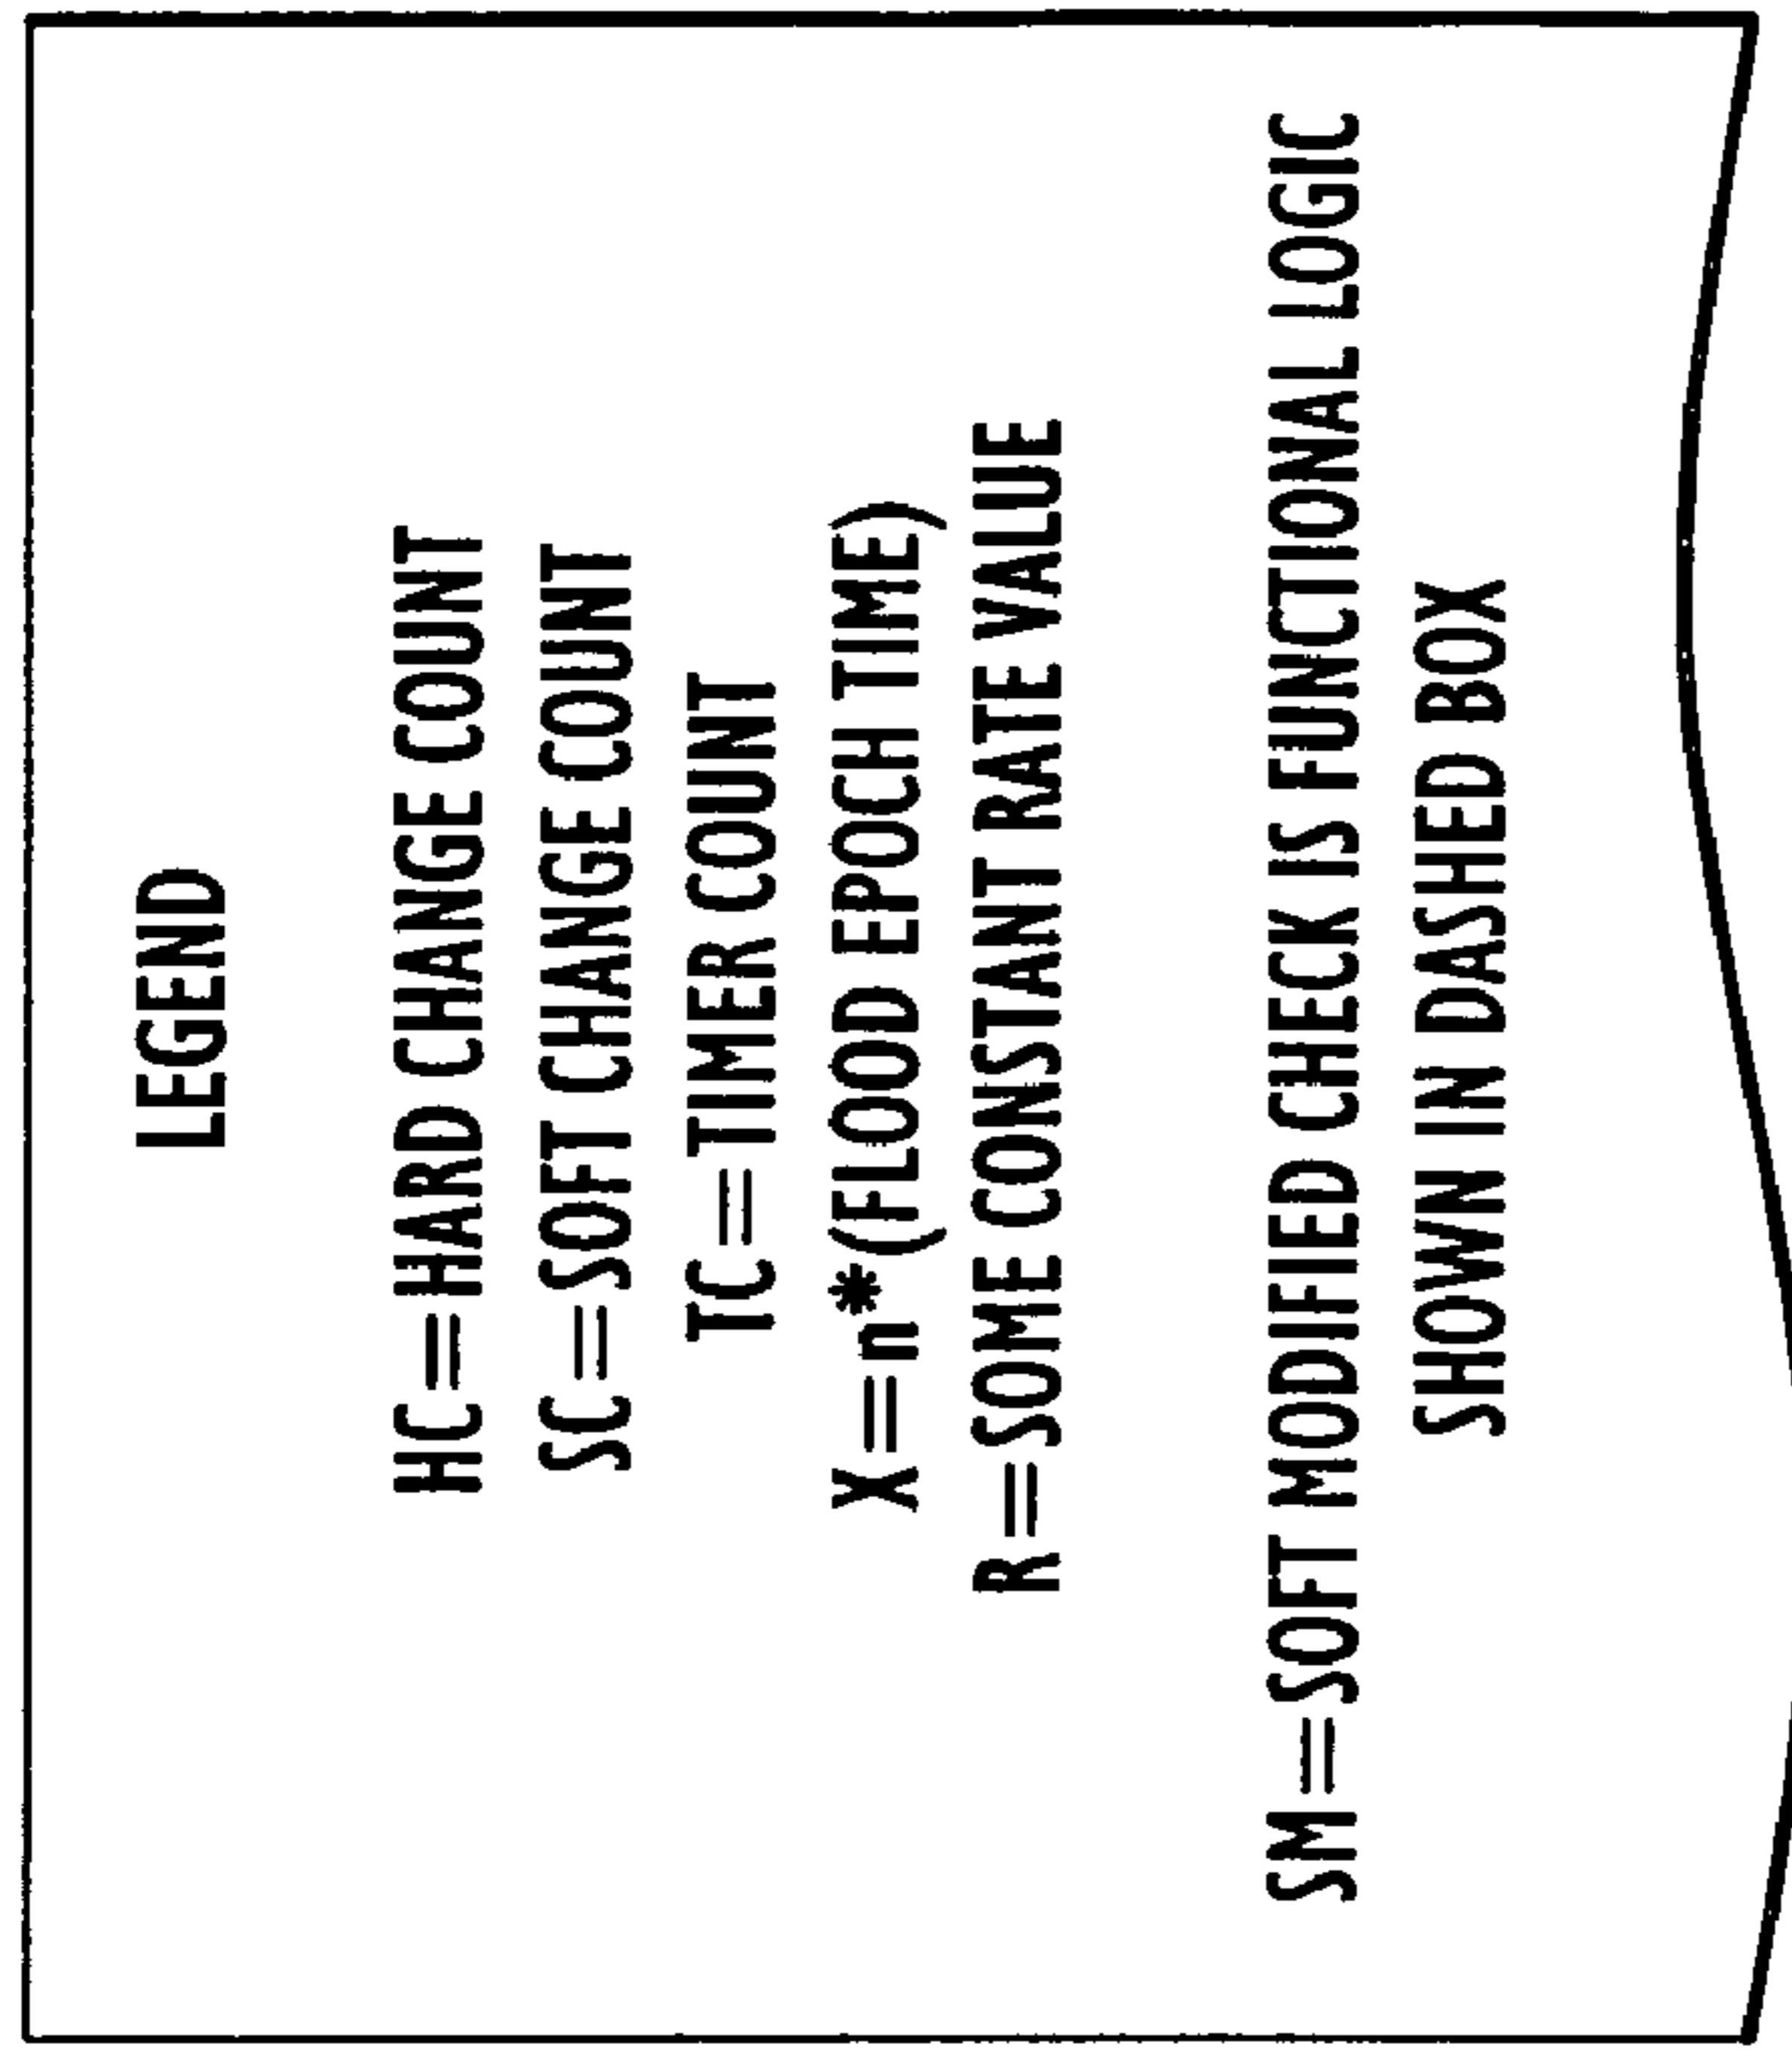 LEGEND
HC=HARD CHANGE COUNT
SC=SOFT CHANGE COUNT
TC=TIMER COUNT
X=n*(FLOOD EPOCH TIME)
R=SOME CONSTANT RATE VALUE
SM=SOFT MODIFIED CHECK IS FUNCTIONAL LOGIC
SHOWN IN DASHED BOX